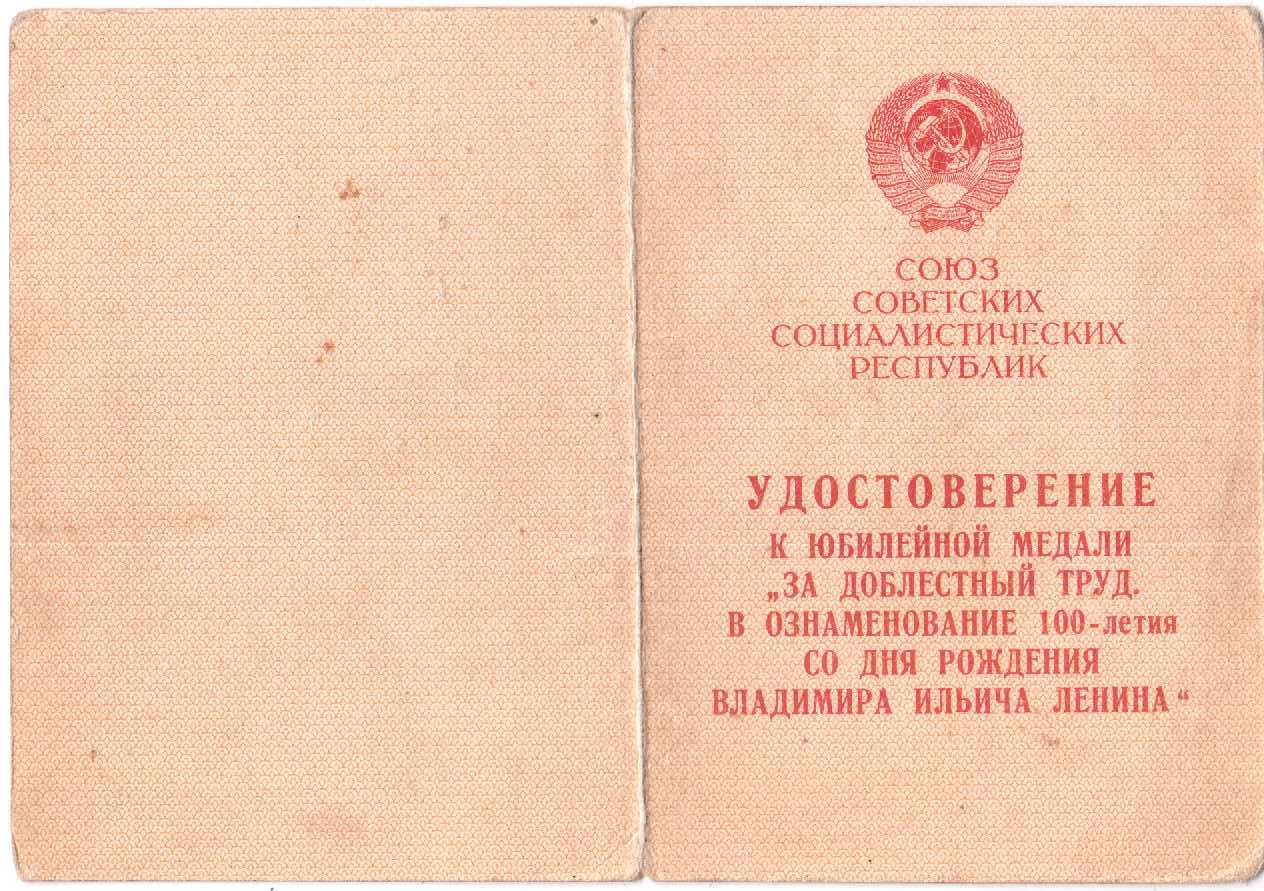 СОЮЗ
СОВЕТСКИХ
СОЦИАЛИСТИЧЕСКИХ
РЕСПУБЛИК
УДОСТОВЕРЕНИЕ
К ЮБИЛЕЙНОЙ МЕДАЛИ
„ЗА ДОБЛЕСТНЫЙ ТРУД.
В ОЗНАМЕНОВАНИЕ 100-летия
СО ДНЯ РОЖДЕНИЯ
ВЛАДИМИРА ИЛЬИЧА ЛЕНИНА“